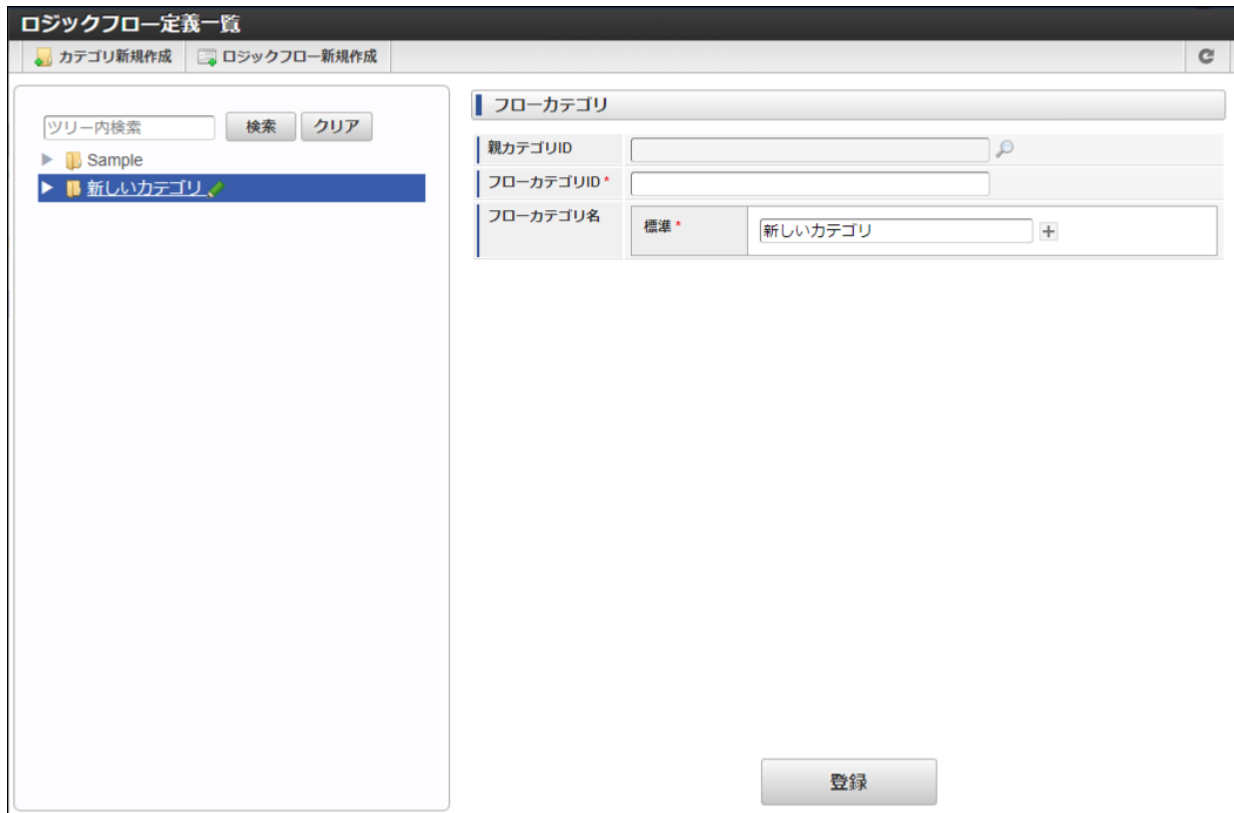 ロジックフロー定義一覧
カテゴリ新規作成 ロジックフロー新規作成
ツリー内検索 検索 クリア
Sample
新しいカテゴリ
フローカテゴリ
親カテゴリID
フローカテゴリID *
フローカテゴリ名 標準 * 新しいカテゴリ
登録